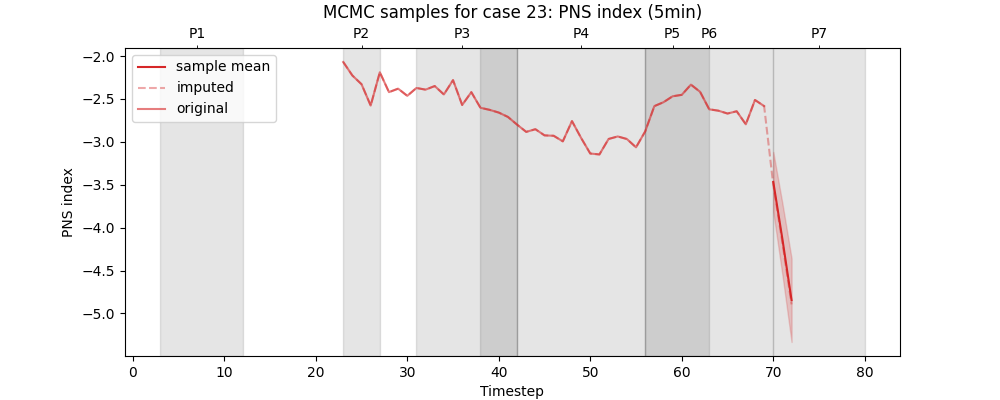 MCMC samples for case 23: PNS index (5min)
P1 P2 P3 P4 P5 P6 P7
sample mean
imputed
original
PNS index
−2.0
−2.5
−3.0
−3.5
−4.0
−4.5
−5.0
0 10 20 30 40 50 60 70 80
Timestep